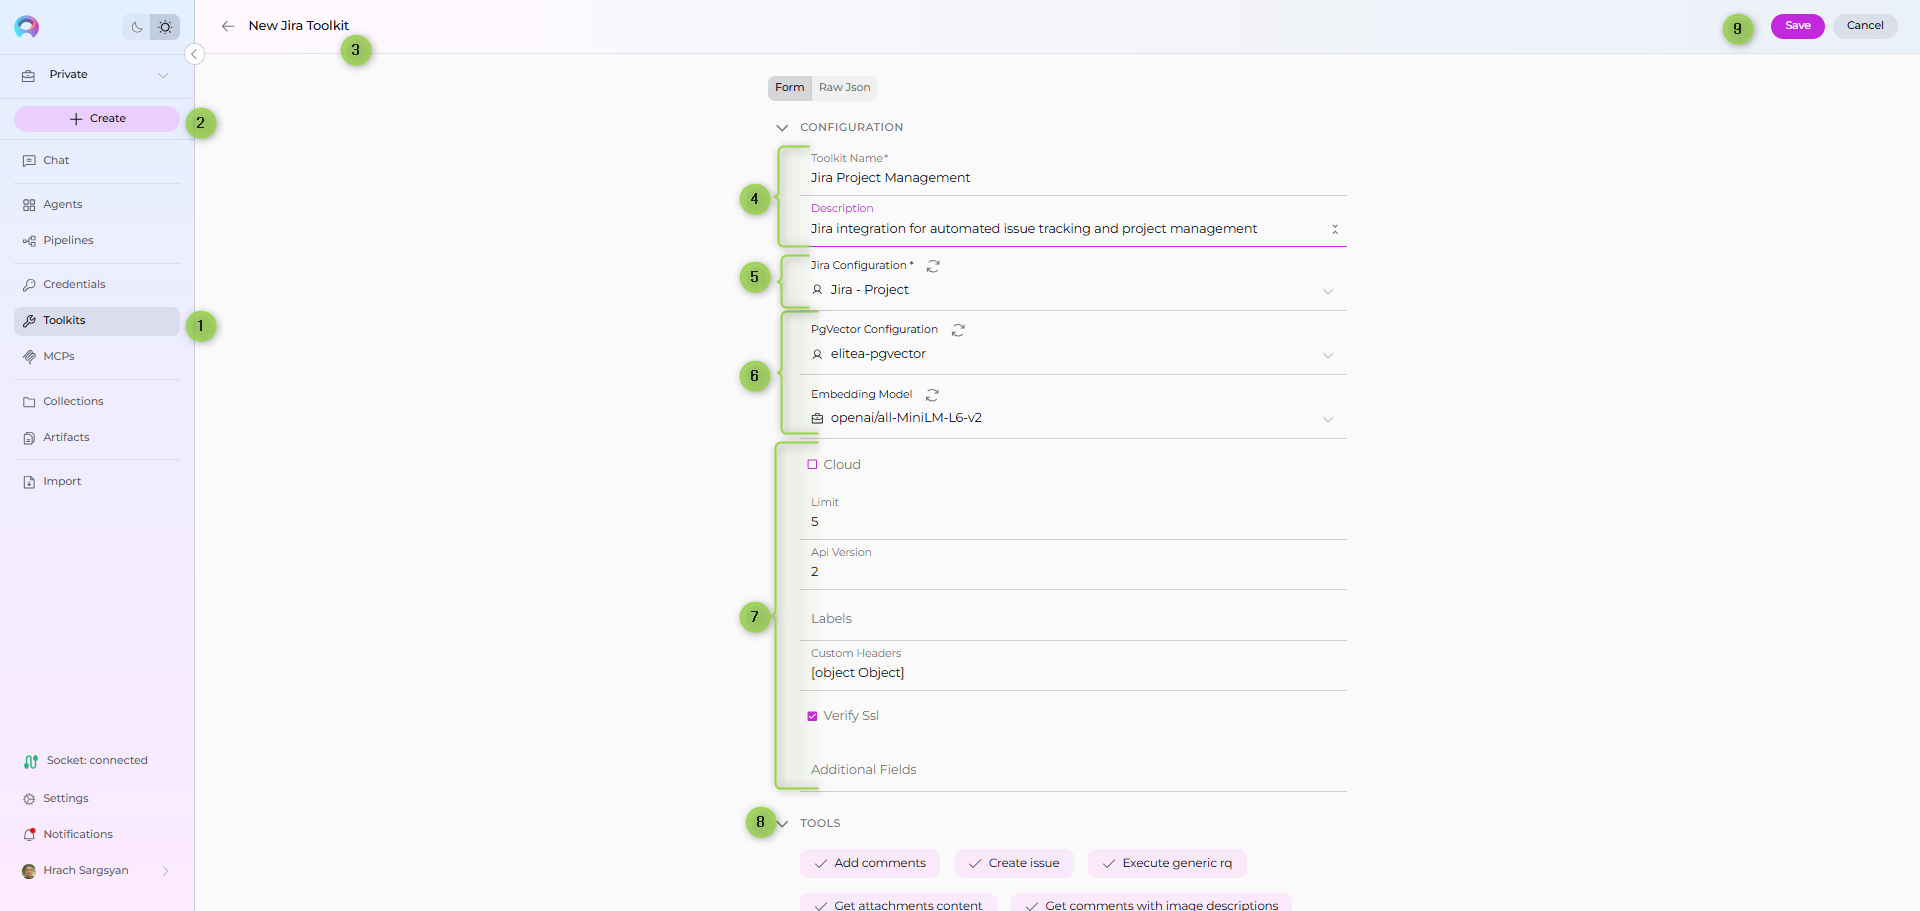 New Jira Toolkit
3
9
Save
Cancel
Private
Create
2
Chat
Agents
Pipelines
Credentials
Toolkits
1
MCPs
Collections
Artifacts
Import
Socket: connected
Settings
Notifications
Hrach Sargsyan
Form
Raw Json
CONFIGURATION
Toolkit Name*
Jira Project Management
4
Description
Jira integration for automated issue tracking and project management
5
Jira Configuration *
Jira - Project
PgVector Configuration
elitea-pgvector
6
Embedding Model
openai/all-MiniLM-L6-v2
Cloud
Limit
5
Api Version
2
7
Labels
Custom Headers
[object Object]
Verify Ssl
Additional Fields
8
TOOLS
Add comments
Create issue
Execute generic rq
Get attachments content
Get comments with image descriptions